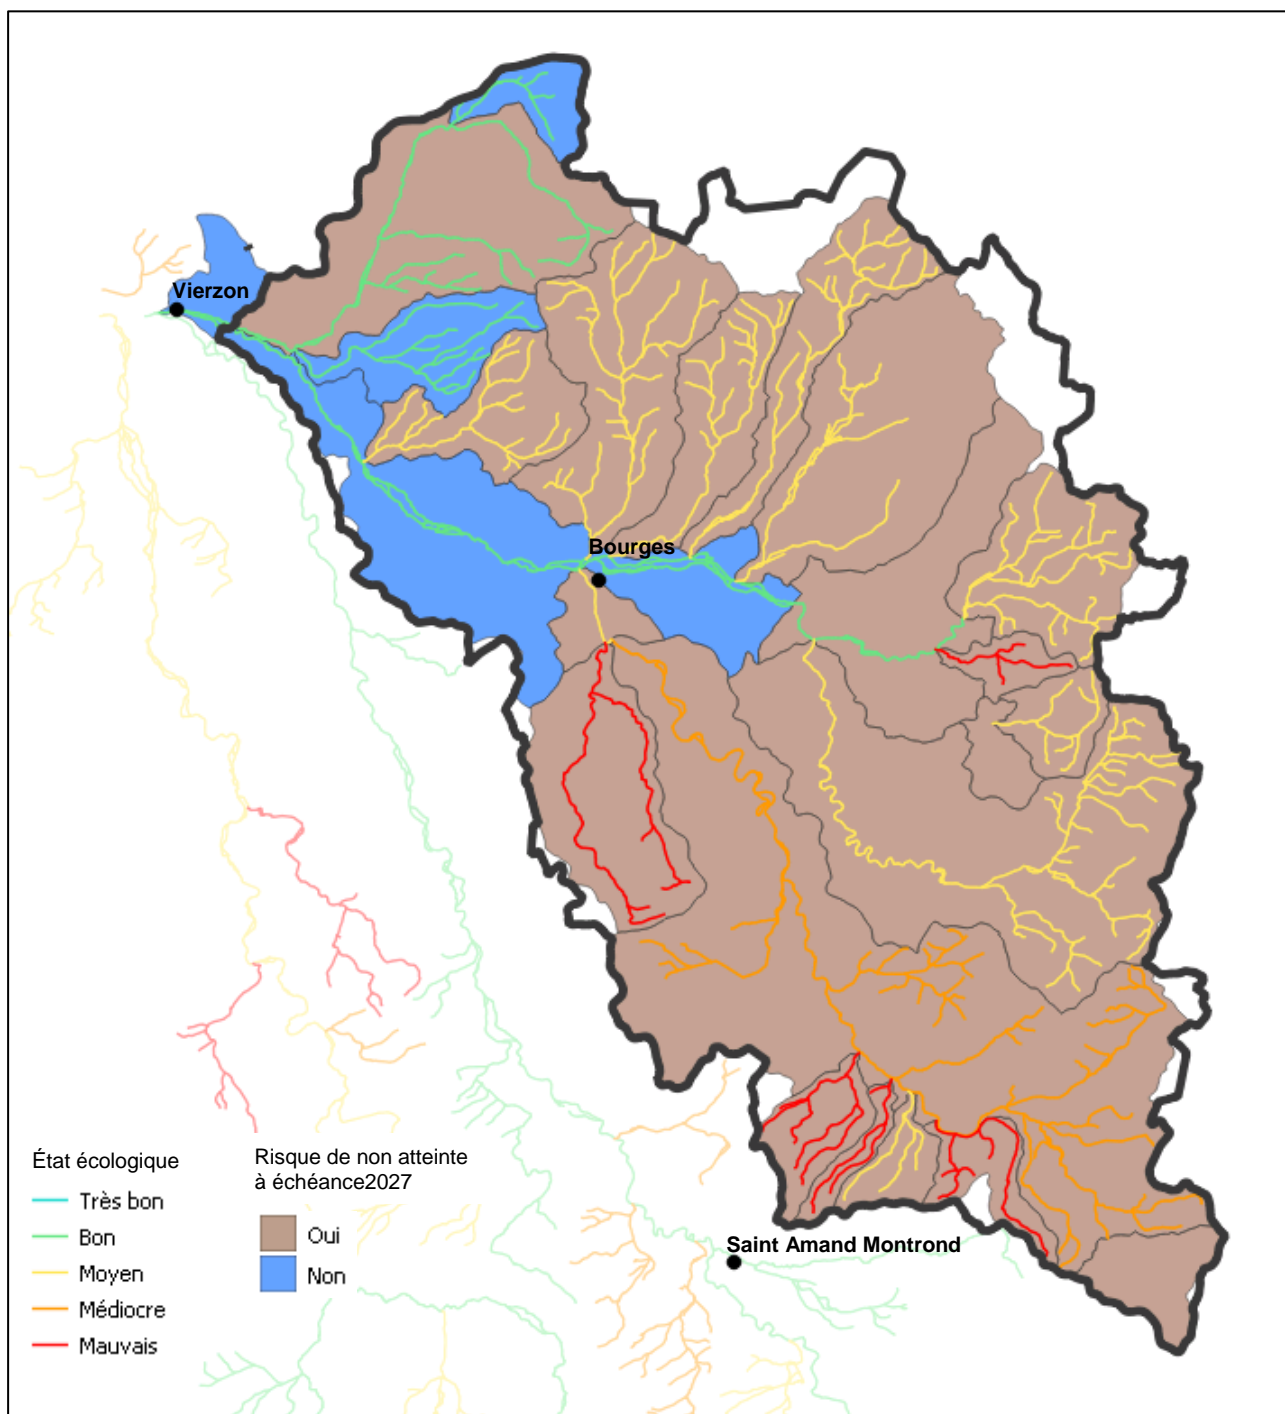 Vierzon
Bourges
Saint Amand Montrond
État écologique
Très bon
Bon
Moyen
Médiocre
Mauvais
Risque de non atteinte
à échéance2027
Oui
Non